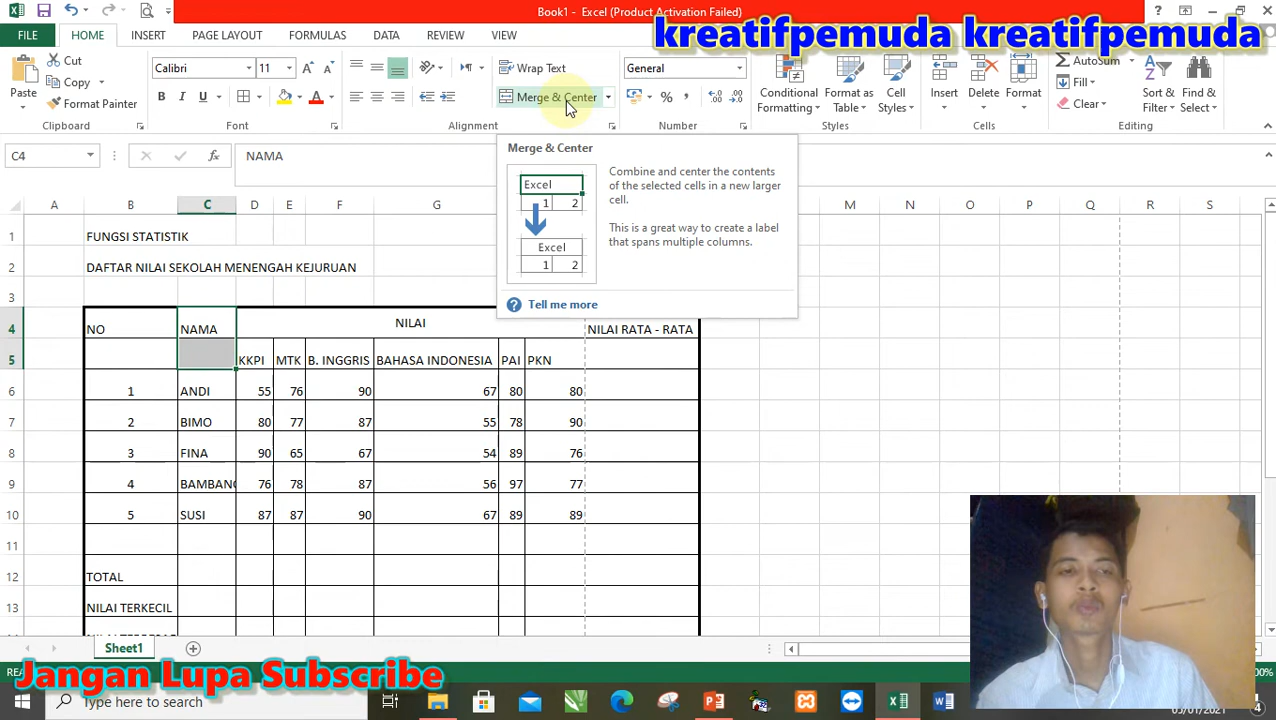 Book1 - Excel (Product Activation Failed)
kreatifpemuda kreatifpemuda
FILE HOME INSERT PAGE LAYOUT FORMULAS DATA REVIEW VIEW
Cut
Copy
Format Painter
Paste
Clipboard
Calibri 11
B I U
Font
Wrap Text
Merge & Center
Alignment
General
Number
Conditional Formatting
Format as Table
Cell Styles
Styles
Insert Delete Format
Cells
AutoSum
Fill
Clear
Sort & Filter
Find & Select
Editing
C4 fx NAMA
Merge & Center
Excel
1 2
Excel
1 2
Combine and center the contents of the selected cells in a new larger cell.
This is a great way to create a label that spans multiple columns.
Tell me more
A B C D E F G M N O P Q R S
1 FUNGSI STATISTIK
2 DAFTAR NILAI SEKOLAH MENENGAH KEJURUAN
3
4 NO NAMA NILAI NILAI RATA - RATA
5 KKPI MTK B. INGGRIS BAHASA INDONESIA PAI PKN
6 1 ANDI 55 76 90 67 80 80
7 2 BIMO 80 77 87 55 78 90
8 3 FINA 90 65 67 54 89 76
9 4 BAMBANG 76 78 87 56 97 77
10 5 SUSI 87 87 90 67 89 89
11
12 TOTAL
13 NILAI TERKECIL
Sheet1
Jangan Lupa Subscribe
Type here to search